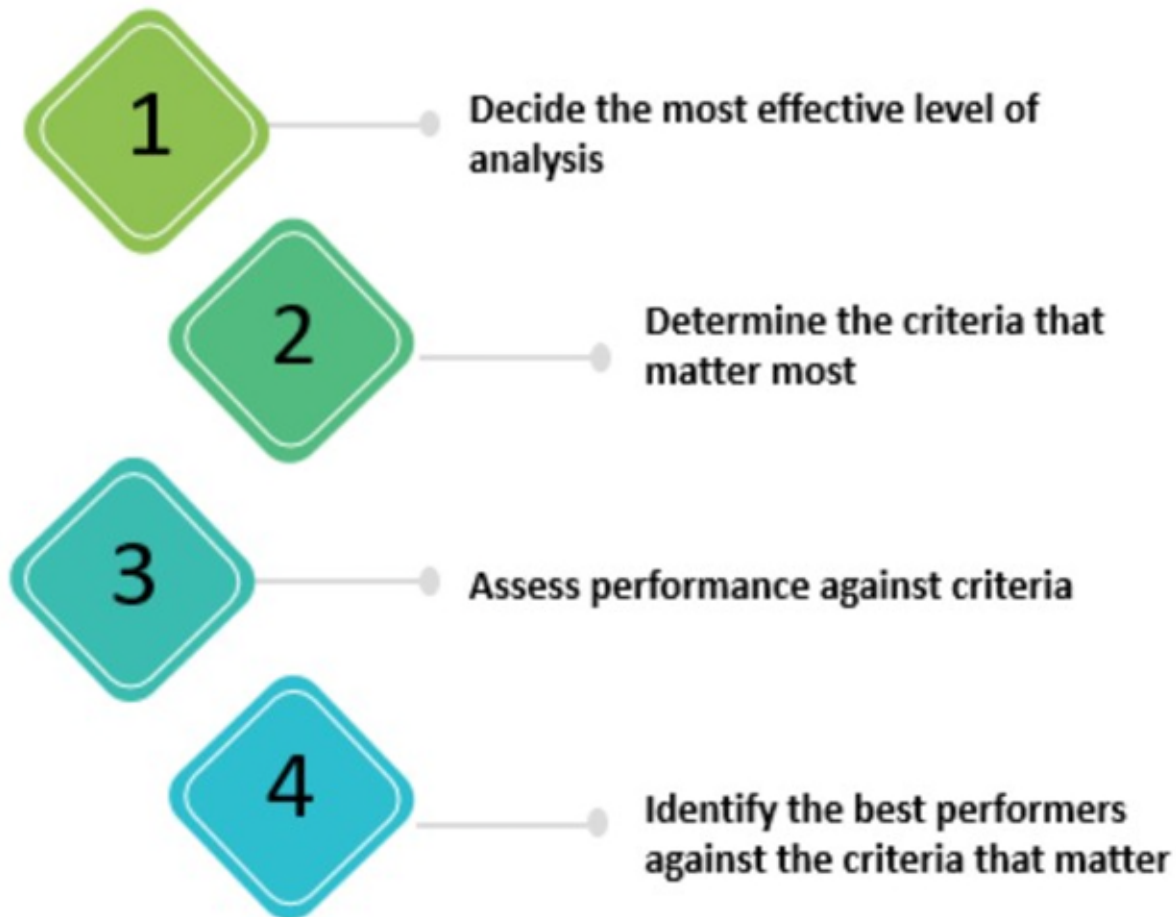 1
Decide the most effective level of
analysis
2
Determine the criteria that
matter most
3
Assess performance against criteria
4
Identify the best performers
against the criteria that matter